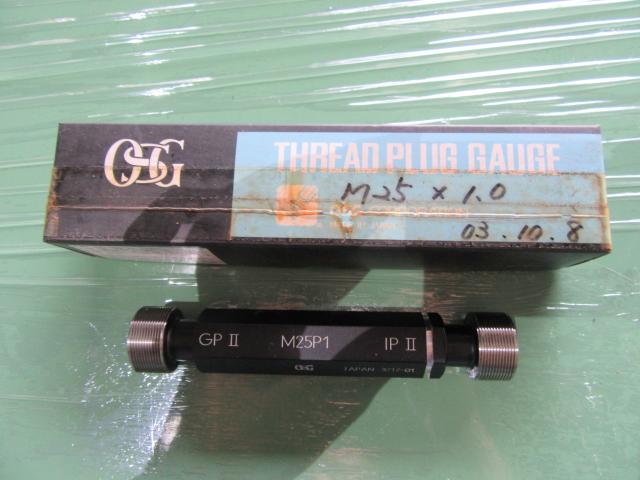 OSG
THREAD PLUG GAUGE
M25 x 1.0
03.10.8
GP II M25P1 IP II
OSG JAPAN